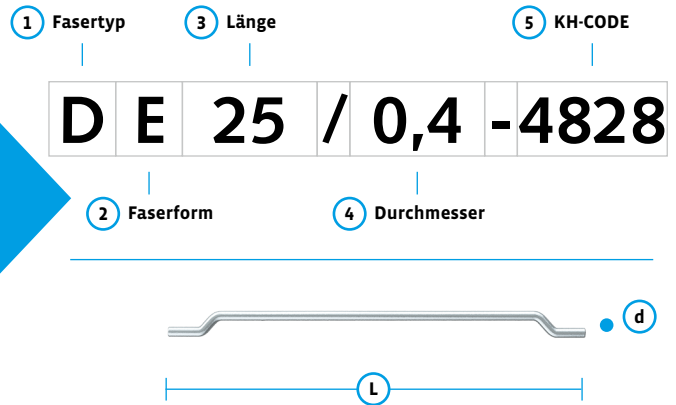 1 Fasertyp 3 Länge 5 KH-CODE
D E 25 / 0,4 - 4828
2 Faserform 4 Durchmesser
d
L